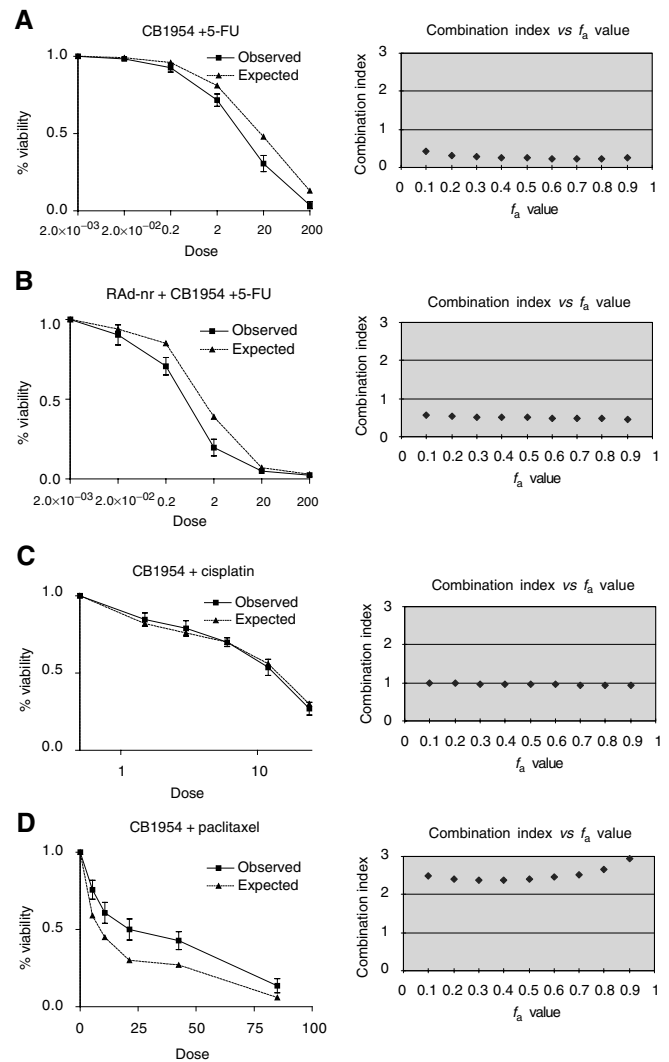 A
CB1954 +5-FU
Observed
Expected
1.0
0.5
0.0
% viability
2.0×10⁻⁰³ 2.0×10⁻⁰² 0.2 2 20 200
Dose
Combination index vs fa value
Combination index
3
2
1
0
0 0.1 0.2 0.3 0.4 0.5 0.6 0.7 0.8 0.9 1
fa value
B
RAd-nr + CB1954 +5-FU
Observed
Expected
1.0
0.5
0.0
% viability
2.0×10⁻⁰³ 2.0×10⁻⁰² 0.2 2 20 200
Dose
Combination index vs fa value
Combination index
3
2
1
0
0 0.1 0.2 0.3 0.4 0.5 0.6 0.7 0.8 0.9 1
fa value
C
CB1954 + cisplatin
Observed
Expected
1.0
0.5
0.0
% viability
1 10
Dose
Combination index vs fa value
Combination index
3
2
1
0
0 0.1 0.2 0.3 0.4 0.5 0.6 0.7 0.8 0.9 1
fa value
D
CB1954 + paclitaxel
Observed
Expected
1.0
0.5
0.0
% viability
0 25 50 75 100
Dose
Combination index vs fa value
Combination index
3
2
1
0
0 0.1 0.2 0.3 0.4 0.5 0.6 0.7 0.8 0.9 1
fa value